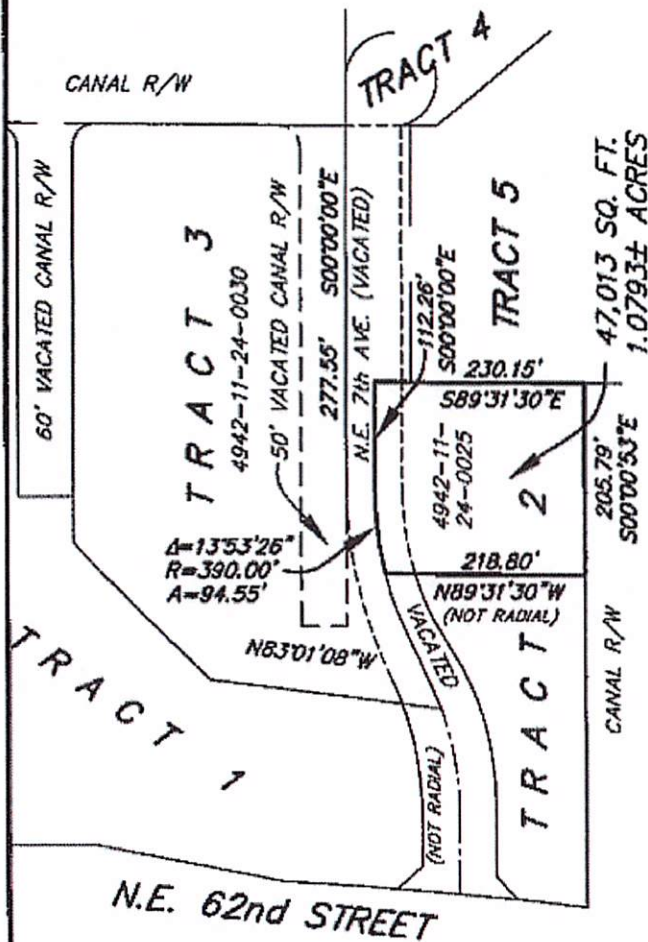 CANAL R/W
TRACT 4
60' VACATED CANAL R/W
TRACT 3
4942-11-24-0030
50' VACATED CANAL R/W
277.55' S00°00'00"E
N.E. 7th AVE. (VACATED)
112.26'
S00°00'00"E
TRACT 5
47,013 SQ. FT.
1.0793± ACRES
230.15'
S89°31'30"E
4942-11-
24-0025
2
205.79'
S00°00'53"E
Δ=13°53'26"
R=390.00'
A=94.55'
218.80'
N89°31'30"W
(NOT RADIAL)
N83°01'08"W
VACATED
TRACT
CANAL R/W
TRACT 1
(NOT RADIAL)
N.E. 62nd STREET